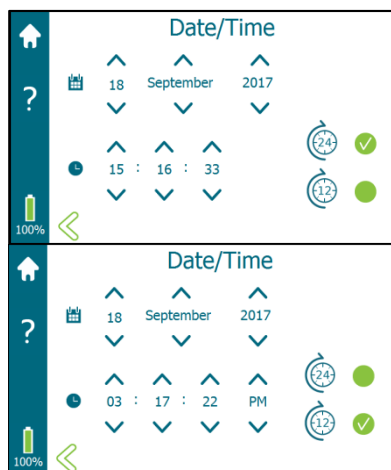 Date/Time
18 September 2017
24
?
15 : 16 : 33
12
100%
Date/Time
18 September 2017
?
24
03 : 17 : 22 PM
12
100%